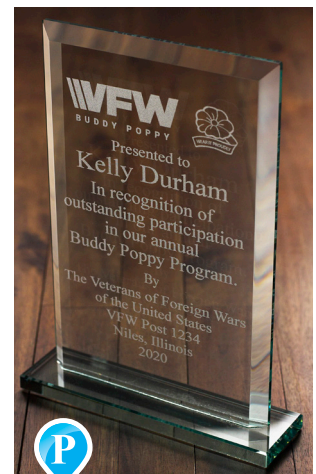 VFW
BUDDY POPPY
Presented to
Kelly Durham
In recognition of
outstanding participation
in our annual
Buddy Poppy Program.
By
The Veterans of Foreign Wars
of the United States
VFW Post 1234
Niles, Illinois
2020
P